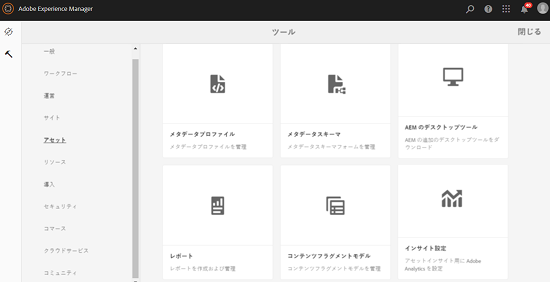 Adobe Experience Manager
ツール
閉じる
一般
ワークフロー
運営
サイト
アセット
リソース
導入
セキュリティ
コマース
クラウドサービス
コミュニティ
メタデータプロファイル
メタデータプロファイルを管理
メタデータスキーマ
メタデータスキーマフォームを管理
AEM のデスクトップツール
AEM の追加のデスクトップツールをダ
ウンロード
レポート
レポートを作成および管理
コンテンツフラグメントモデル
コンテンツフラグメントモデルを管理
インサイト設定
アセットインサイト用に Adobe
Analytics を設定